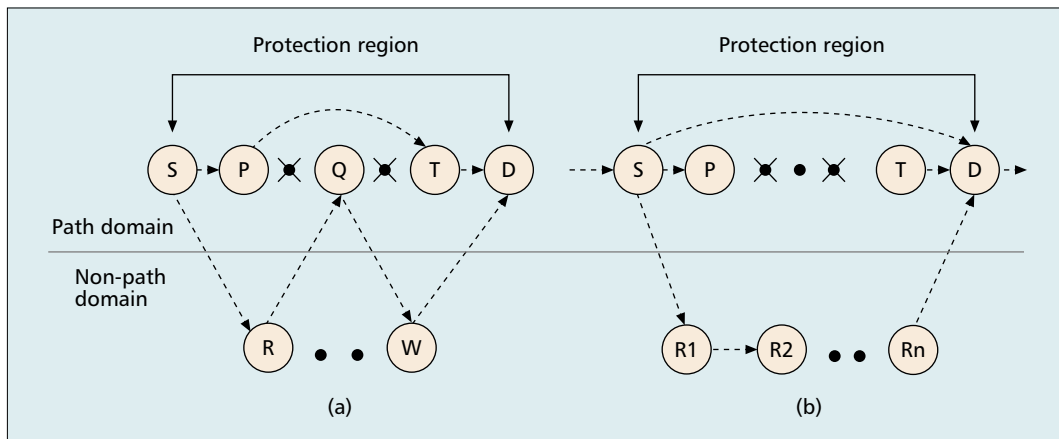 Protection region
Protection region
S P Q T D
S P T D
Path domain
Non-path
domain
R W
R1 R2 Rn
(a)
(b)